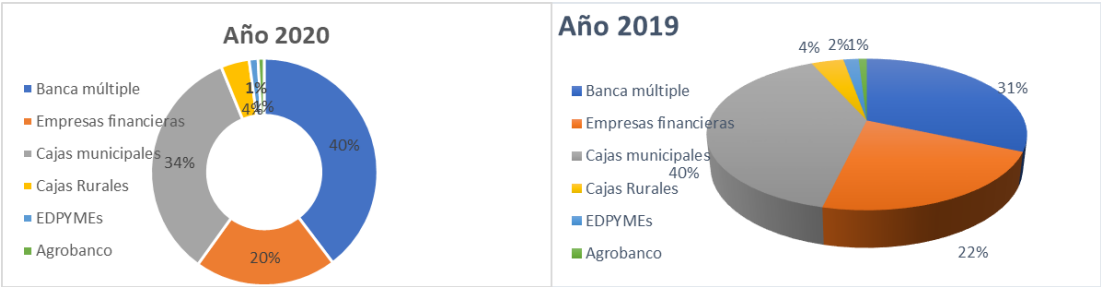 Año 2020
Banca múltiple
Empresas financieras
Cajas municipales
Cajas Rurales
EDPYMEs
Agrobanco
40%
20%
34%
4%
1%
1%
Año 2019
Banca múltiple
Empresas financieras
Cajas municipales
Cajas Rurales
EDPYMEs
Agrobanco
31%
22%
40%
4%
2%
1%